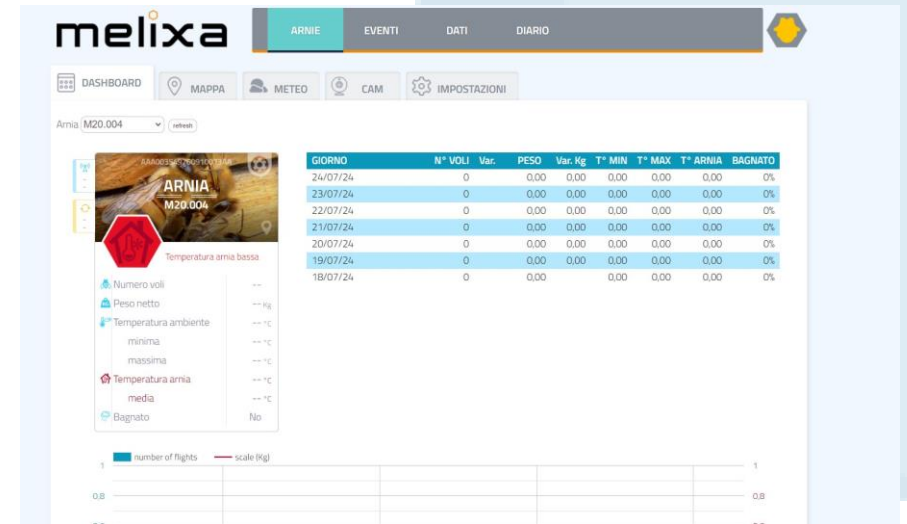 melixa
ARNIE EVENTI DATI DIARIO
DASHBOARD MAPPA METEO CAM IMPOSTAZIONI
Arnia M20.004 refresh
ARNIA
M20.004
Temperatura arnia bassa
Numero voli --
Peso netto -- Kg
Temperatura ambiente -- °C
minima -- °C
massima -- °C
Temperatura arnia -- °C
media -- °C
Bagnato No
GIORNO N° VOLI Var. PESO Var. Kg T° MIN T° MAX T° ARNIA BAGNATO
24/07/24 0 0,00 0,00 0,00 0,00 0,00 0%
23/07/24 0 0,00 0,00 0,00 0,00 0,00 0%
22/07/24 0 0,00 0,00 0,00 0,00 0,00 0%
21/07/24 0 0,00 0,00 0,00 0,00 0,00 0%
20/07/24 0 0,00 0,00 0,00 0,00 0,00 0%
19/07/24 0 0,00 0,00 0,00 0,00 0,00 0%
18/07/24 0 0,00 0,00 0,00 0,00 0%
number of flights scale (Kg)
1 1
0,8 0,8